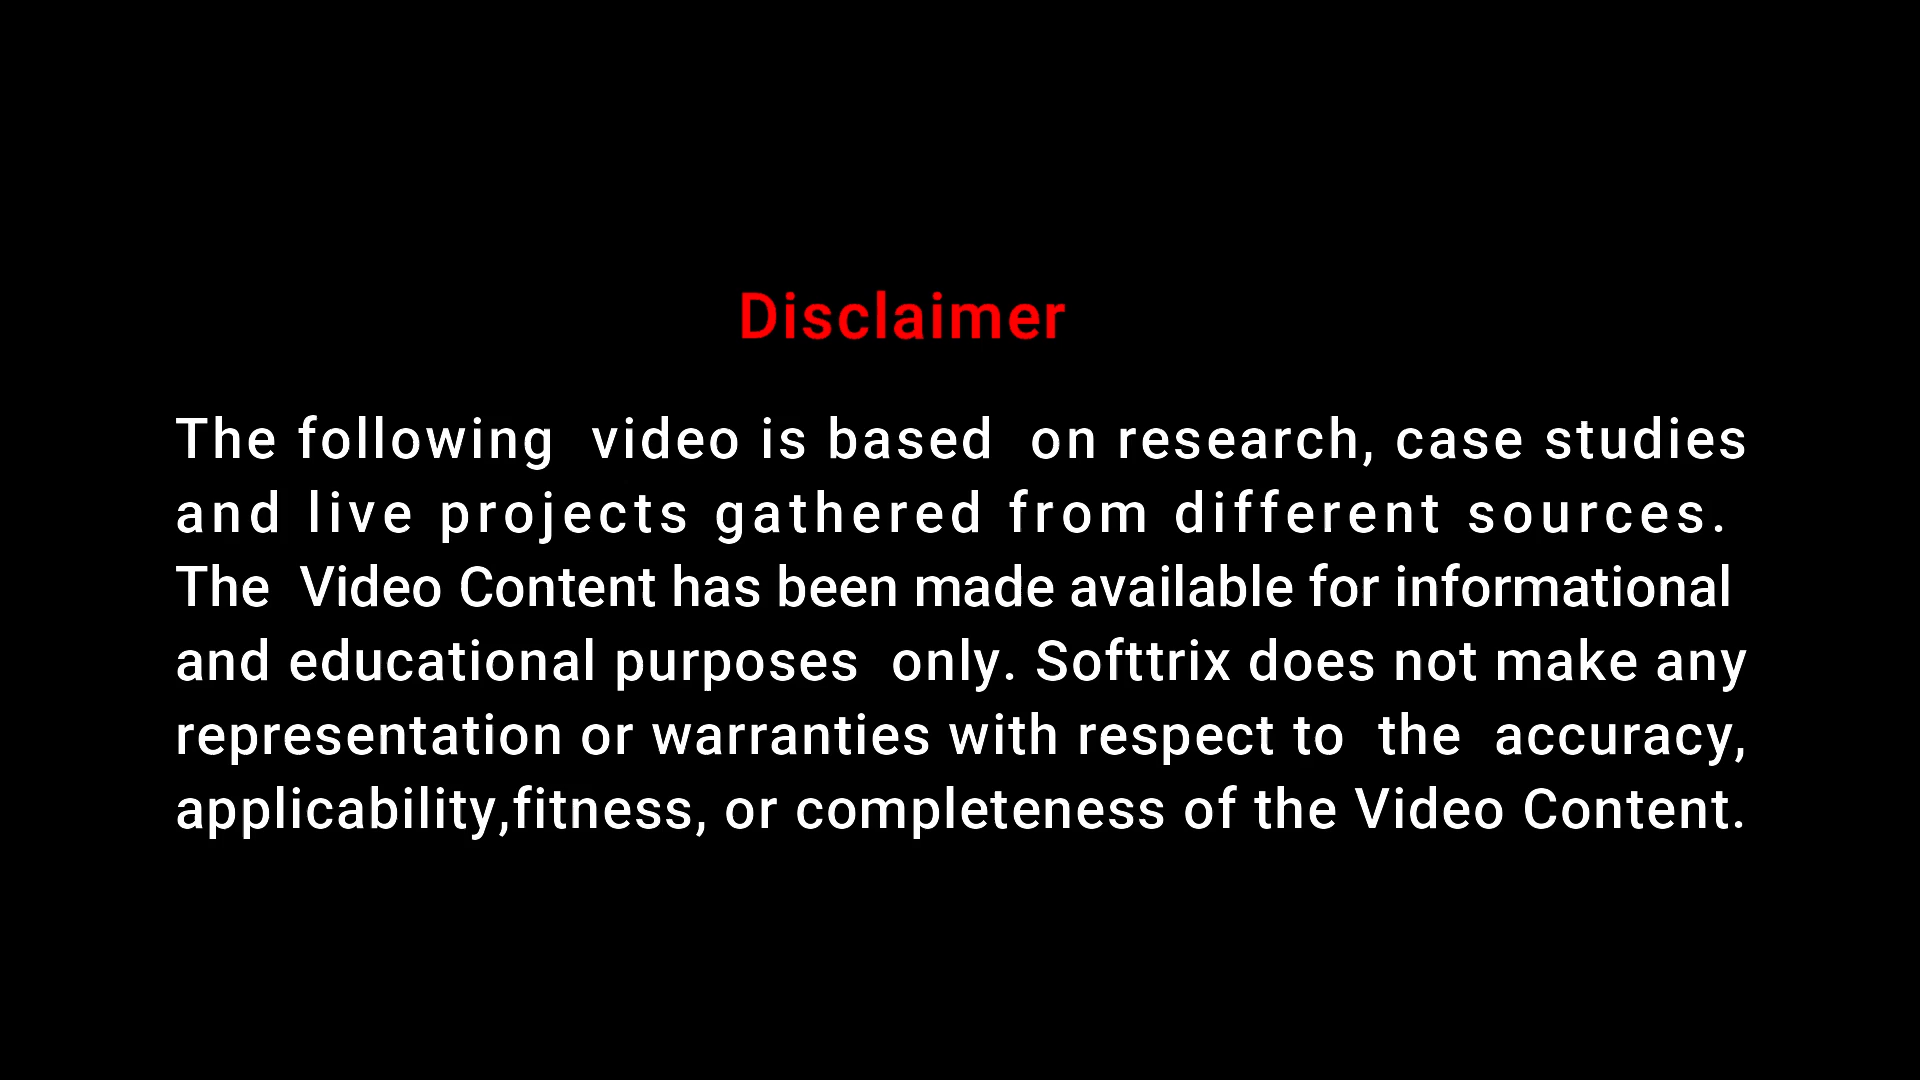 Disclaimer
The following video is based on research, case studies
and live projects gathered from different sources.
The Video Content has been made available for informational
and educational purposes only. Softtrix does not make any
representation or warranties with respect to the accuracy,
applicability,fitness, or completeness of the Video Content.